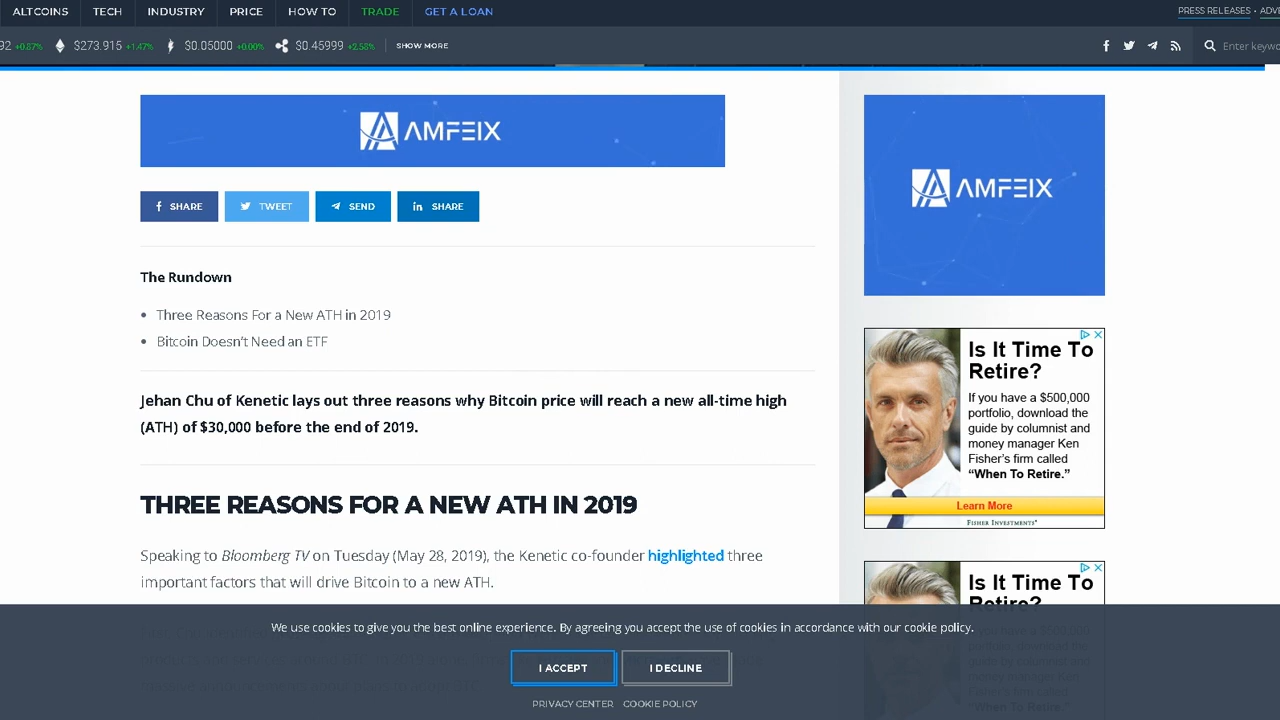 ALTCOINS TECH INDUSTRY PRICE HOW TO TRADE GET A LOAN PRESS RELEASES • ADVE
92 +0.87% $273.915 +1.47% $0.05000 +0.00% $0.45999 +2.58% SHOW MORE Enter keywo
AMFEIX
SHARE TWEET SEND SHARE
The Rundown
Three Reasons For a New ATH in 2019
Bitcoin Doesn't Need an ETF
Jehan Chu of Kenetic lays out three reasons why Bitcoin price will reach a new all-time high
(ATH) of $30,000 before the end of 2019.
THREE REASONS FOR A NEW ATH IN 2019
Speaking to Bloomberg TV on Tuesday (May 28, 2019), the Kenetic co-founder highlighted three
important factors that will drive Bitcoin to a new ATH.
AMFEIX
Is It Time To
Retire?
If you have a $500,000
portfolio, download the
guide by columnist and
money manager Ken
Fisher's firm called
“When To Retire.”
Learn More
FISHER INVESTMENTS®
Is It Time To
Retire?
We use cookies to give you the best online experience. By agreeing you accept the use of cookies in accordance with our cookie policy.
I ACCEPT I DECLINE
PRIVACY CENTER COOKIE POLICY